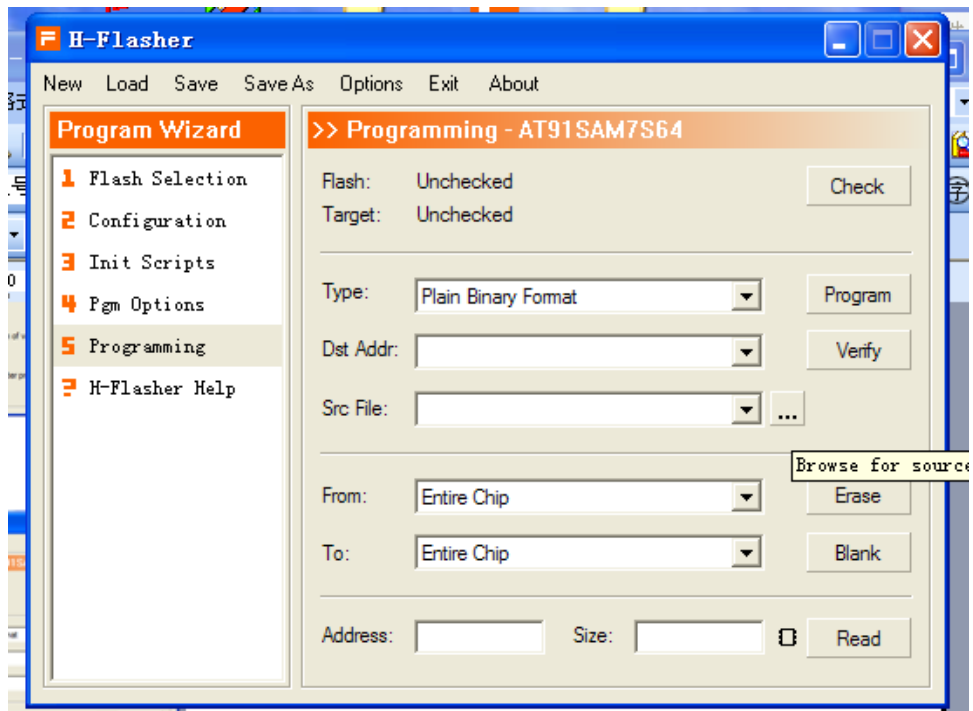 H-Flasher
New Load Save Save As Options Exit About
Program Wizard
1 Flash Selection
2 Configuration
3 Init Scripts
4 Pgm Options
5 Programming
? H-Flasher Help
>> Programming - AT91SAM7S64
Flash: Unchecked Check
Target: Unchecked
Type: Plain Binary Format Program
Dst Addr: Verify
Src File: ...
Browse for source
From: Entire Chip Erase
To: Entire Chip Blank
Address: Size: Read